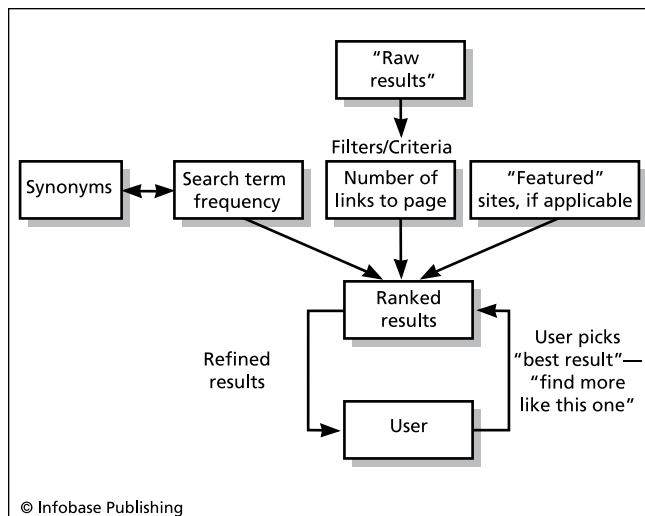 “Raw
results”
Filters/Criteria
Synonyms
Search term
frequency
Number of
links to page
“Featured”
sites, if applicable
Ranked
results
Refined
results
User picks
“best result”—
“find more
like this one”
User
© Infobase Publishing